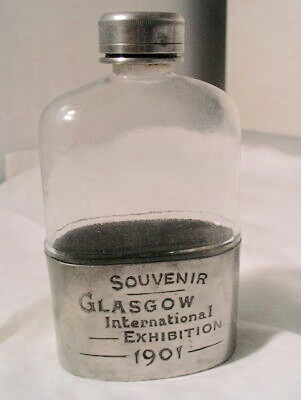 SOUVENIR
GLASGOW
International
EXHIBITION
1901